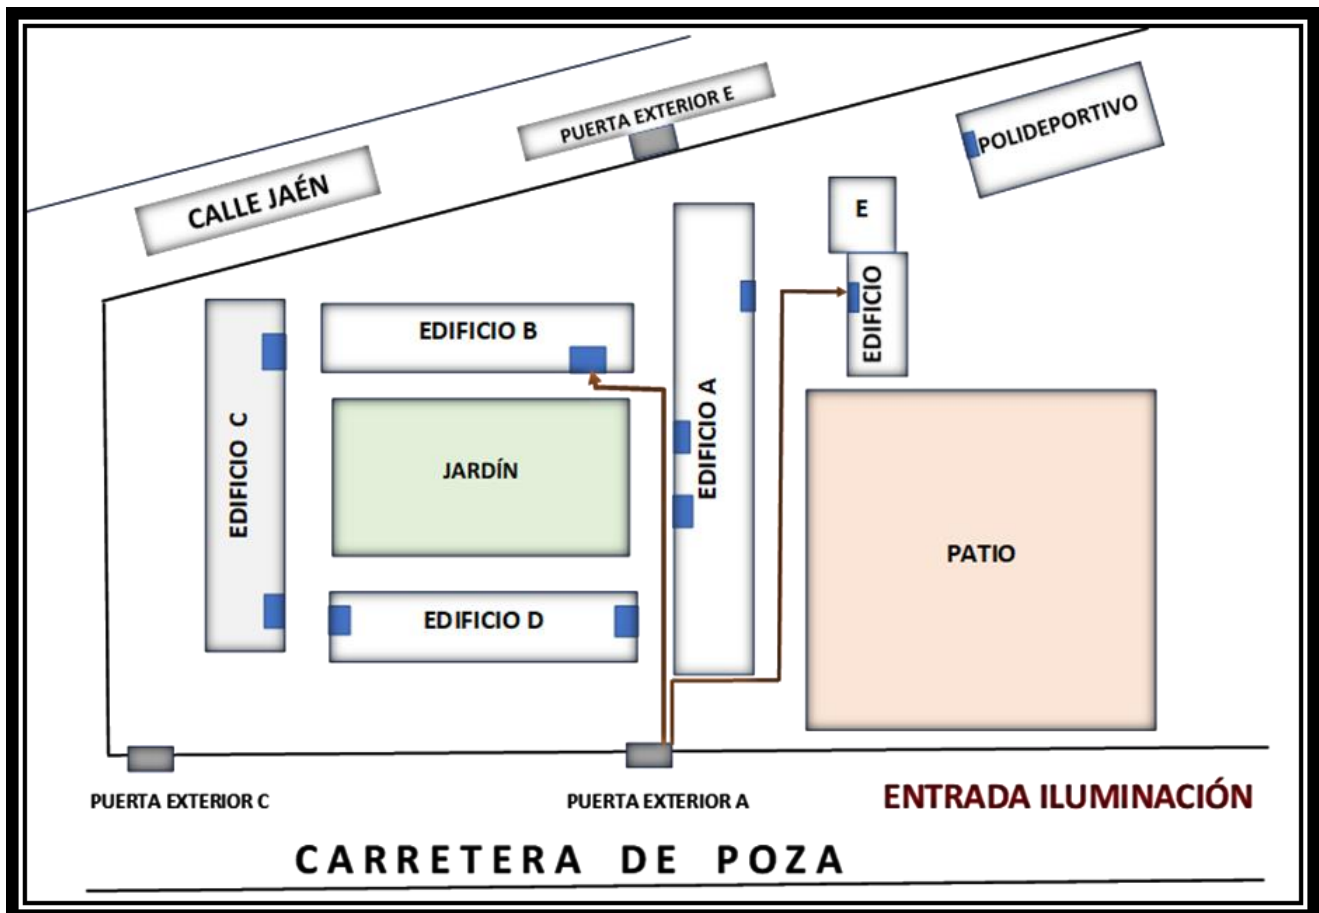 PUERTA EXTERIOR E
POLIDEPORTIVO
CALLE JAÉN
E
EDIFICIO
EDIFICIO B
EDIFICIO A
EDIFICIO C
JARDÍN
PATIO
EDIFICIO D
PUERTA EXTERIOR C
PUERTA EXTERIOR A
ENTRADA ILUMINACIÓN
CARRETERA DE POZA